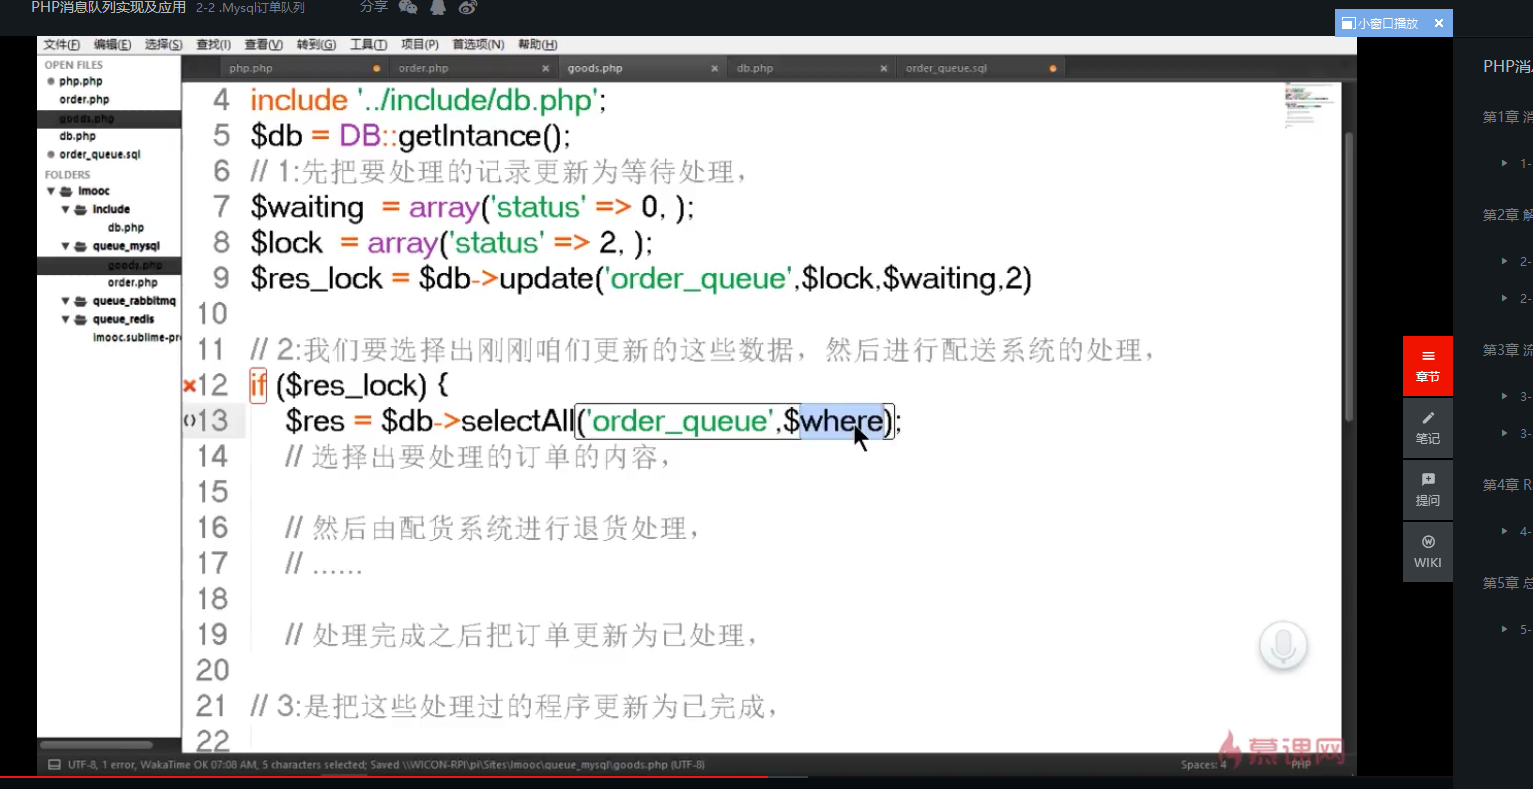 PHP消息队列实现及应用 2-2 .Mysql订单队列 分享
小窗口播放 ×
文件(F) 编辑(E) 选择(S) 查找(I) 查看(V) 转到(G) 工具(T) 项目(P) 首选项(N) 帮助(H)
OPEN FILES
php.php
order.php
goods.php
db.php
order_queue.sql
FOLDERS
imooc
include
db.php
queue_mysql
goods.php
order.php
queue_rabbitmq
queue_redis
imooc.sublime-pr
php.php order.php goods.php db.php order_queue.sql
4 include '../include/db.php';
5 $db = DB::getIntance();
6 // 1:先把要处理的记录更新为等待处理，
7 $waiting = array('status' => 0, );
8 $lock = array('status' => 2, );
9 $res_lock = $db->update('order_queue',$lock,$waiting,2)
10
11 // 2:我们要选择出刚刚咱们更新的这些数据，然后进行配送系统的处理，
12 if ($res_lock) {
13 $res = $db->selectAll('order_queue',$where);
14 // 选择出要处理的订单的内容，
15
16 // 然后由配货系统进行退货处理，
17 // ......
18
19 // 处理完成之后把订单更新为已处理，
20
21 // 3:是把这些处理过的程序更新为已完成，
22
慕课网
UTF-8, 1 error, WakaTime OK 07:08 AM, 5 characters selected; Saved \\WICON-RPI\pi\Sites\imooc\queue_mysql\goods.php (UTF-8) Spaces: 4 PHP
章节
笔记
提问
WIKI
PHP消
第1章 消
1-
第2章 解
2-
2-
第3章 流
3-
3-
第4章 R
4-
第5章 总
5-